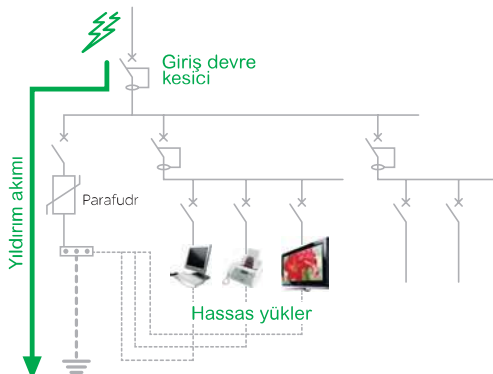 Giriş devre
kesici
Yıldırım akımı
Parafudr
Hassas yükler